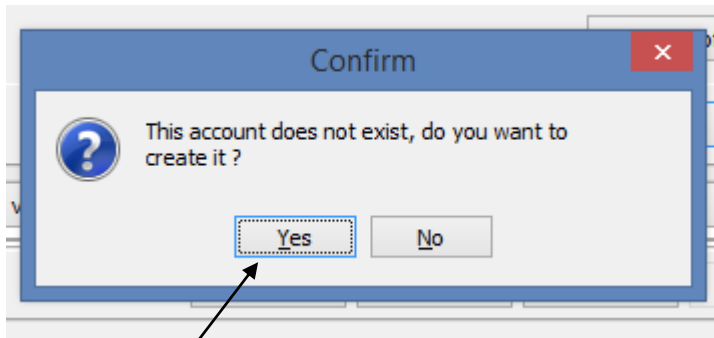 Confirm
This account does not exist, do you want to
create it ?
Yes
No